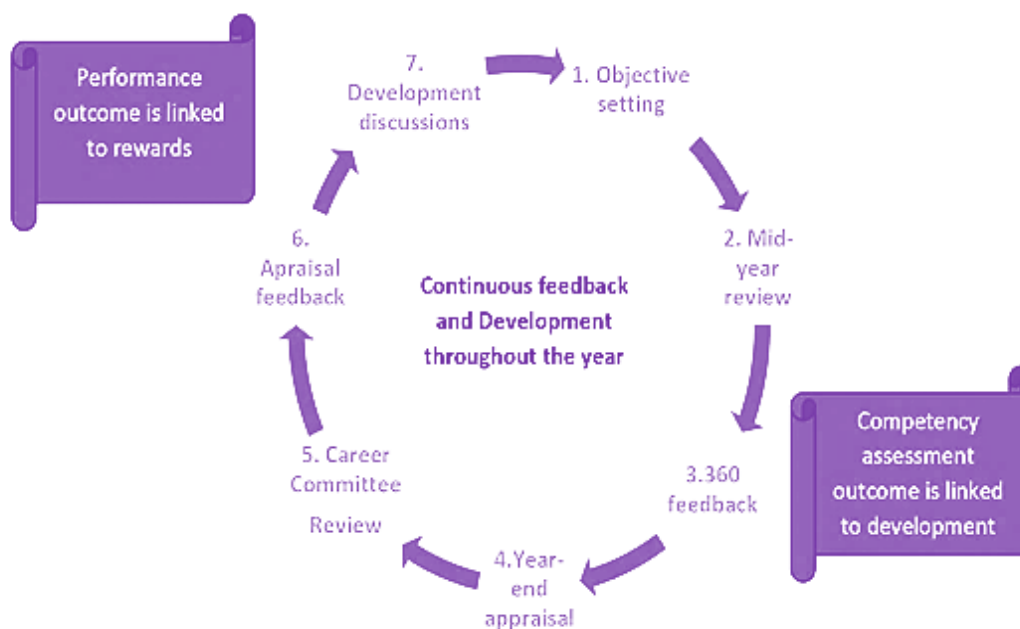 Performance
outcome is linked
to rewards
7.
Development
discussions
1. Objective
setting
2. Mid-
year
review
3.360
feedback
4.Year-
end
appraisal
5. Career
Committee
Review
6.
Apraisal
feedback
Continuous feedback
and Development
throughout the year
Competency
assessment
outcome is linked
to development